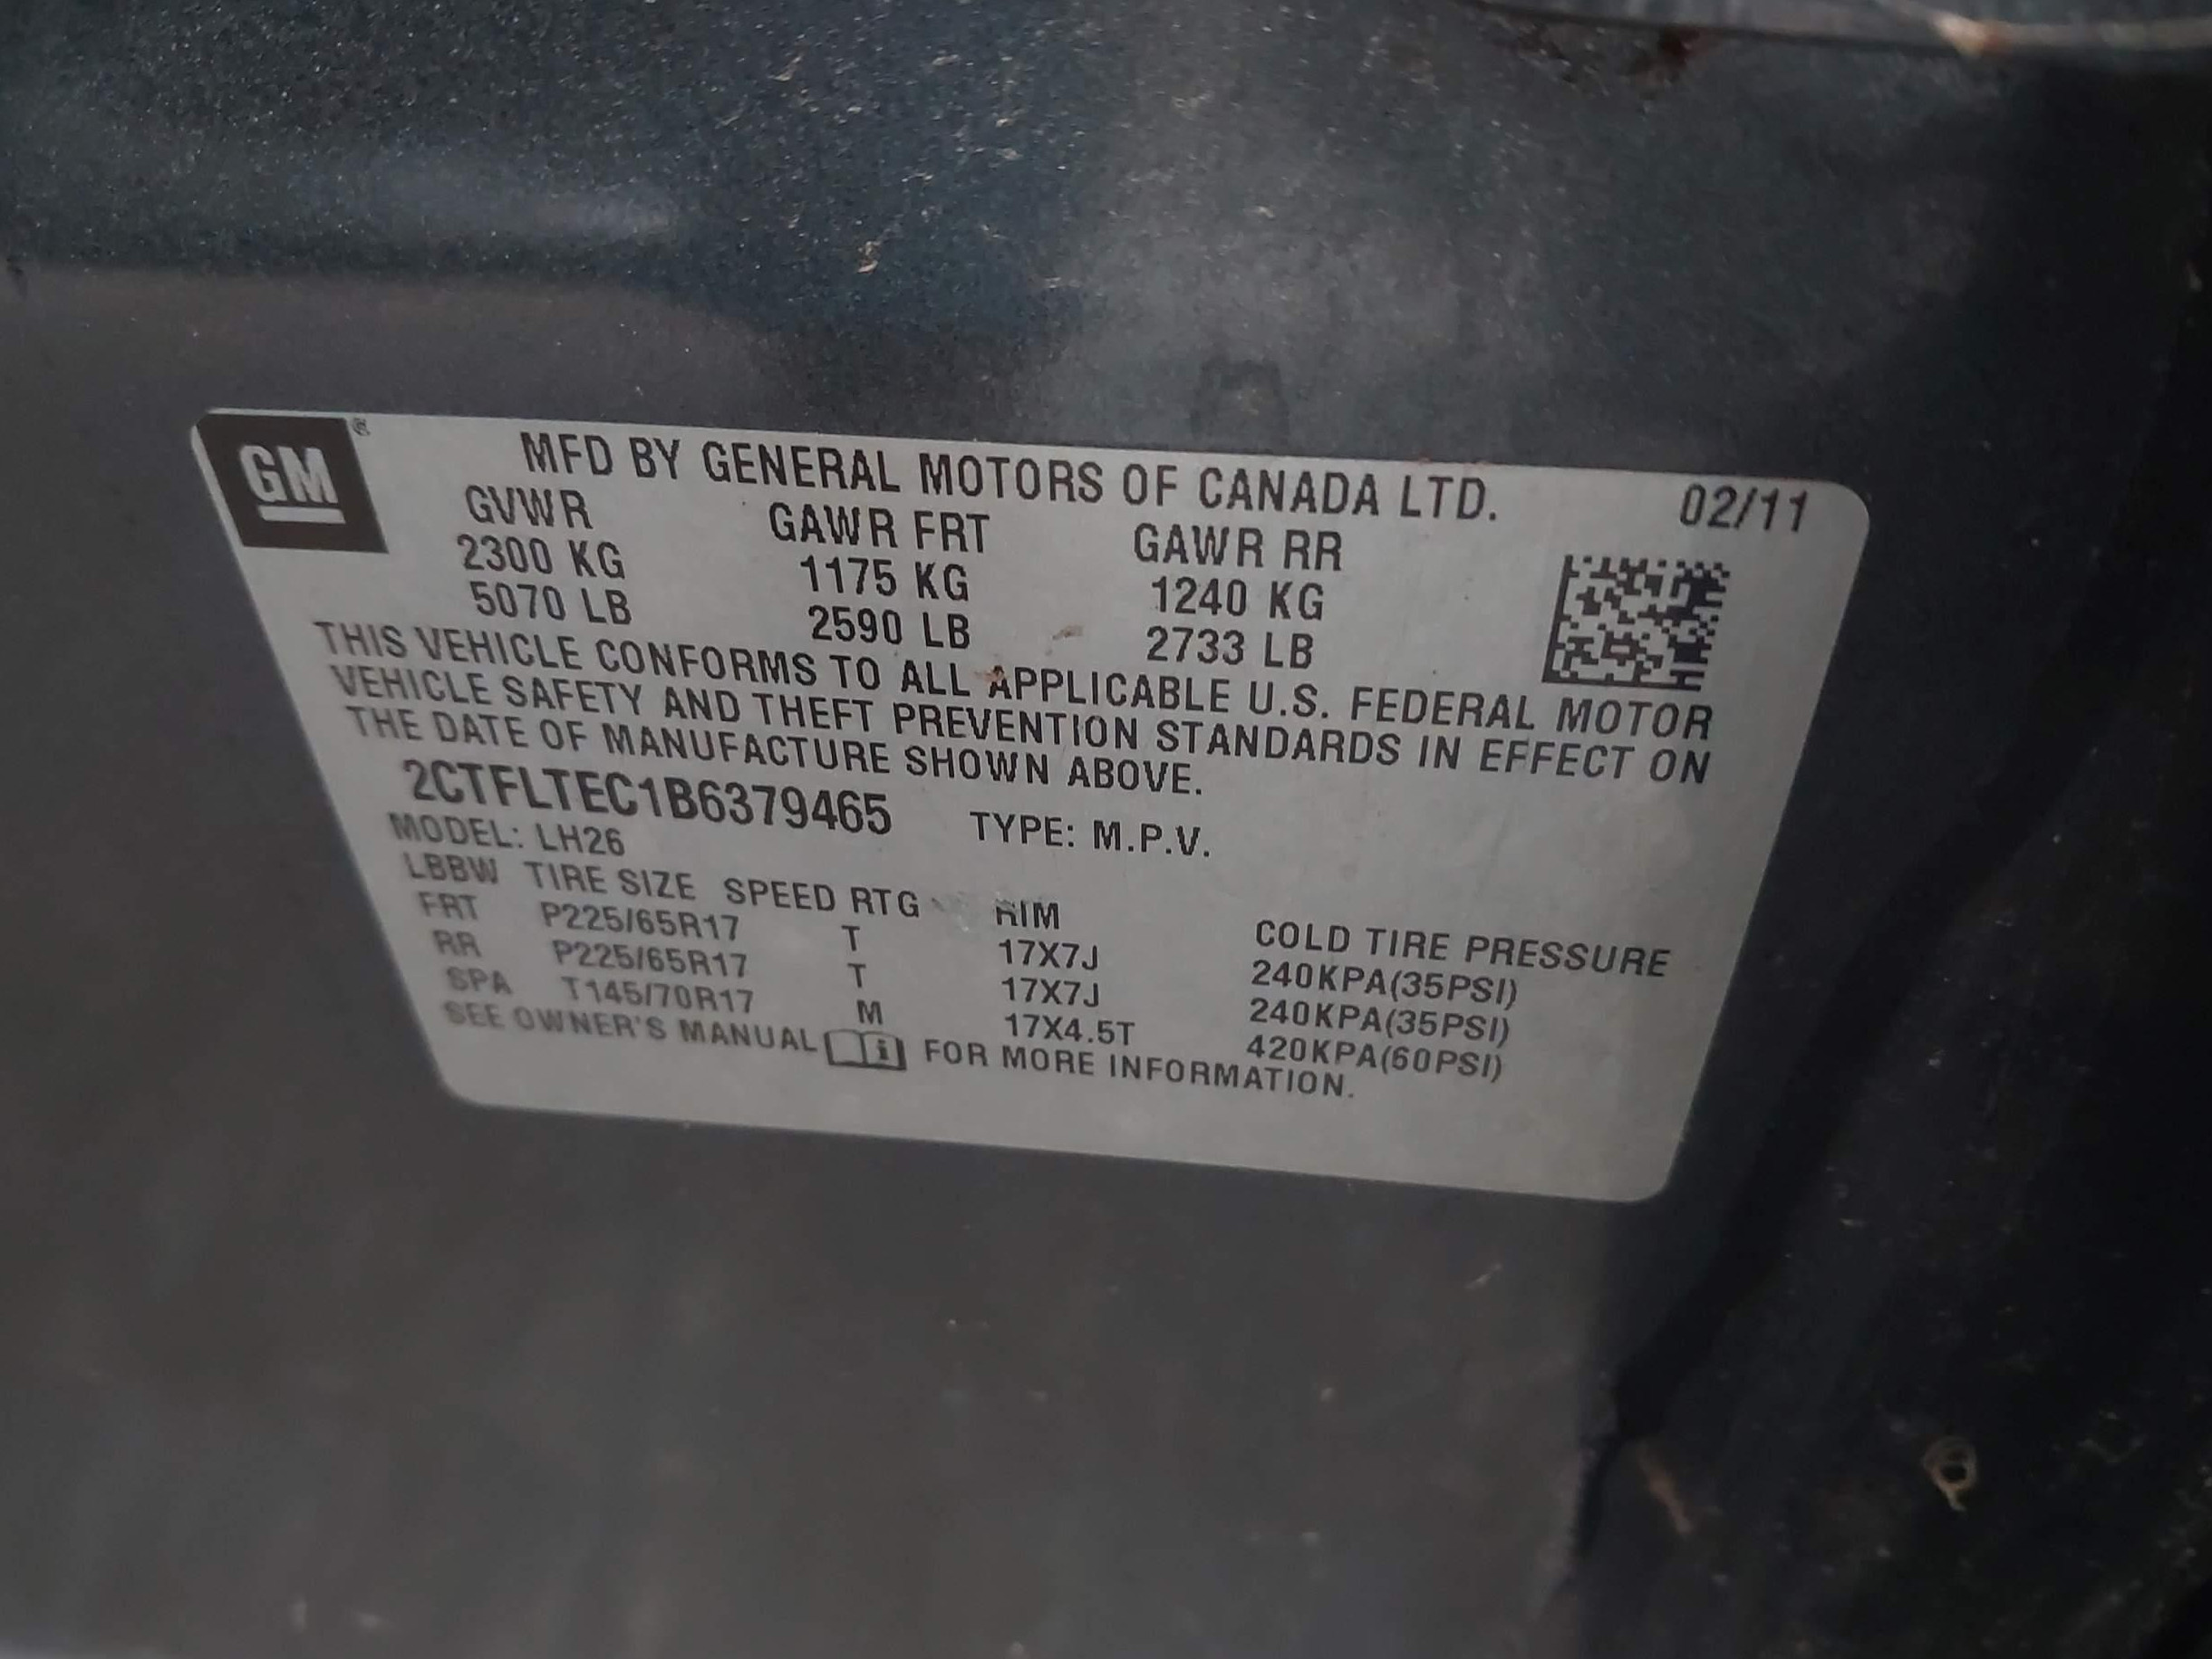 GM ® MFD BY GENERAL MOTORS OF CANADA LTD. 02/11
GVWR GAWR FRT GAWR RR
2300 KG 1175 KG 1240 KG
5070 LB 2590 LB 2733 LB
THIS VEHICLE CONFORMS TO ALL APPLICABLE U.S. FEDERAL MOTOR
VEHICLE SAFETY AND THEFT PREVENTION STANDARDS IN EFFECT ON
THE DATE OF MANUFACTURE SHOWN ABOVE.
2CTFLTEC1B6379465 TYPE: M.P.V.
MODEL: LH26
LBBW TIRE SIZE SPEED RTG RIM COLD TIRE PRESSURE
FRT P225/65R17 T 17X7J 240KPA(35PSI)
RR P225/65R17 T 17X7J 240KPA(35PSI)
SPA T145/70R17 M 17X4.5T 420KPA(60PSI)
SEE OWNER'S MANUAL i FOR MORE INFORMATION.